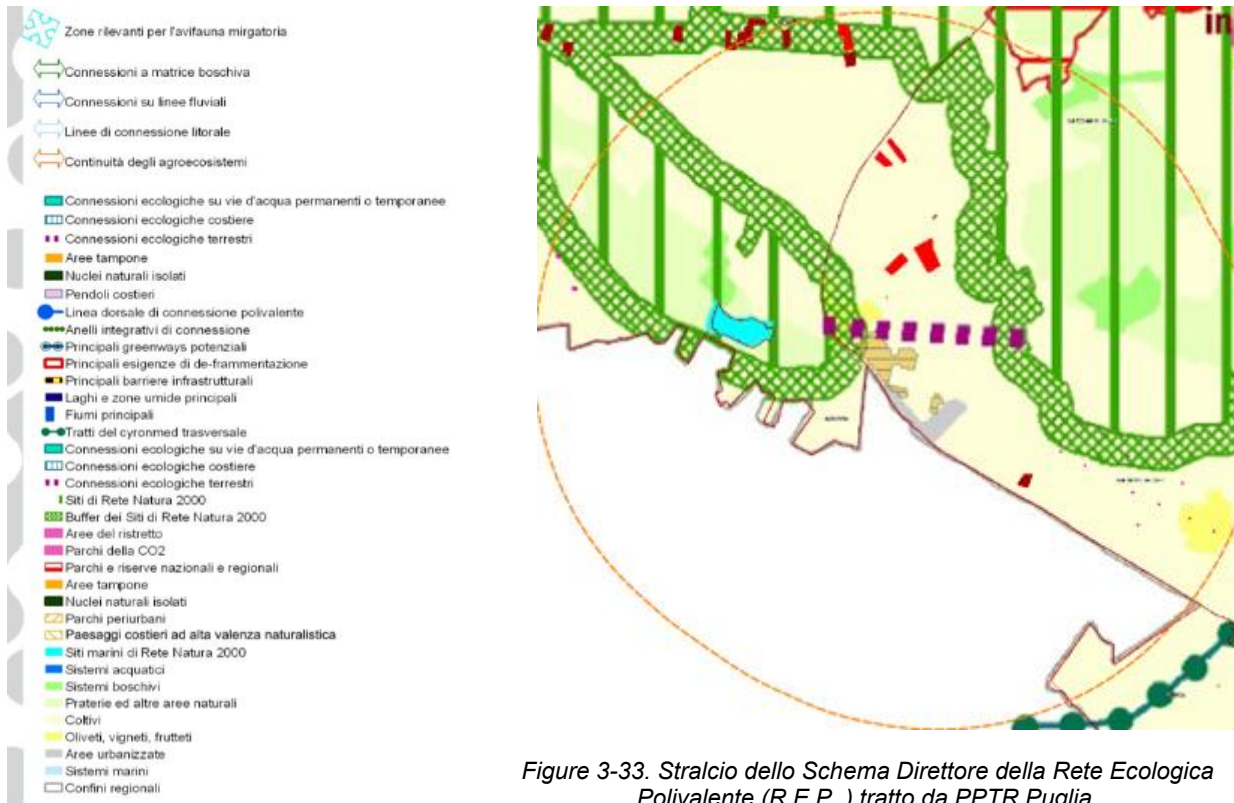 Zone rilevanti per l'avifauna mirgatoria
Connessioni a matrice boschiva
Connessioni su linee fluviali
Linee di connessione litorale
Continuità degli agroecosistemi
Connessioni ecologiche su vie d'acqua permanenti o temporanee
Connessioni ecologiche costiere
Connessioni ecologiche terrestri
Aree tampone
Nuclei naturali isolati
Pendoli costieri
Linea dorsale di connessione polivalente
Anelli integrativi di connessione
Principali greenways potenziali
Principali esigenze di de-frammentazione
Principali barriere infrastrutturali
Laghi e zone umide principali
Fiumi principali
Tratti del cyronmed trasversale
Connessioni ecologiche su vie d'acqua permanenti o temporanee
Connessioni ecologiche costiere
Connessioni ecologiche terrestri
Siti di Rete Natura 2000
Buffer dei Siti di Rete Natura 2000
Aree del ristretto
Parchi della CO2
Parchi e riserve nazionali e regionali
Aree tampone
Nuclei naturali isolati
Parchi periurbani
Paesaggi costieri ad alta valenza naturalistica
Siti marini di Rete Natura 2000
Sistemi acquatici
Sistemi boschivi
Praterie ed altre aree naturali
Coltivi
Oliveti, vigneti, frutteti
Aree urbanizzate
Sistemi marini
Confini regionali
in
Figure 3-33. Stralcio dello Schema Direttore della Rete Ecologica
Polivalente (R.E.P..) tratto da PPTR Puglia